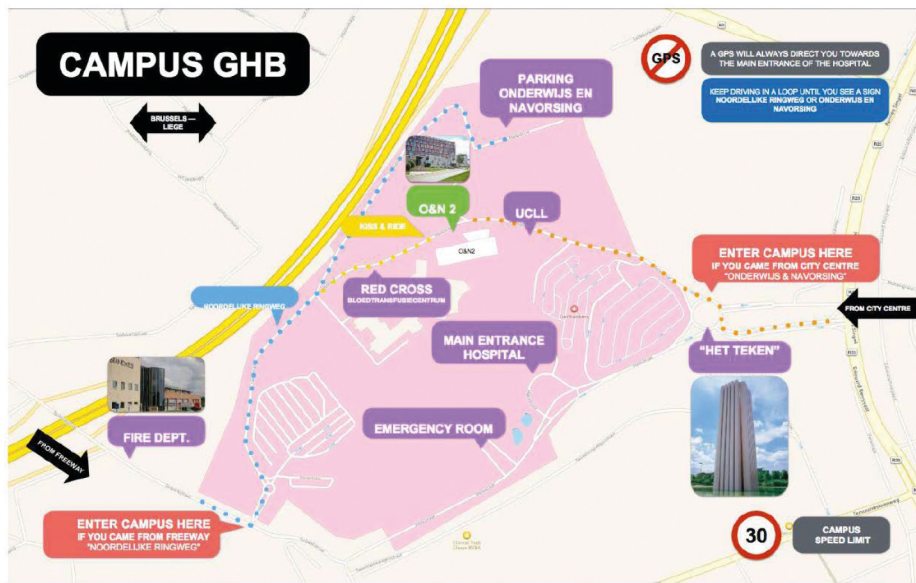 CAMPUS GHB
BRUSSELS —
LIEGE
PARKING
ONDERWIJS EN
NAVORSING
GPS
A GPS WILL ALWAYS DIRECT YOU TOWARDS
THE MAIN ENTRANCE OF THE HOSPITAL
KEEP DRIVING IN A LOOP UNTIL YOU SEE A SIGN
NOORDELIJKE RINGWEG OR ONDERWIJS EN
NAVORSING
O&N 2
UCLL
KISS & RIDE
O&N2
ENTER CAMPUS HERE
IF YOU CAME FROM CITY CENTRE
"ONDERWIJS & NAVORSING"
RED CROSS
BLOEDTRANSFUSIECENTRUM
NOORDELIJKE RINGWEG
FROM CITY CENTRE
MAIN ENTRANCE
HOSPITAL
"HET TEKEN"
EMERGENCY ROOM
FIRE DEPT.
FROM FREEWAY
ENTER CAMPUS HERE
IF YOU CAME FROM FREEWAY
"NOORDELIJKE RINGWEG"
30
CAMPUS
SPEED LIMIT